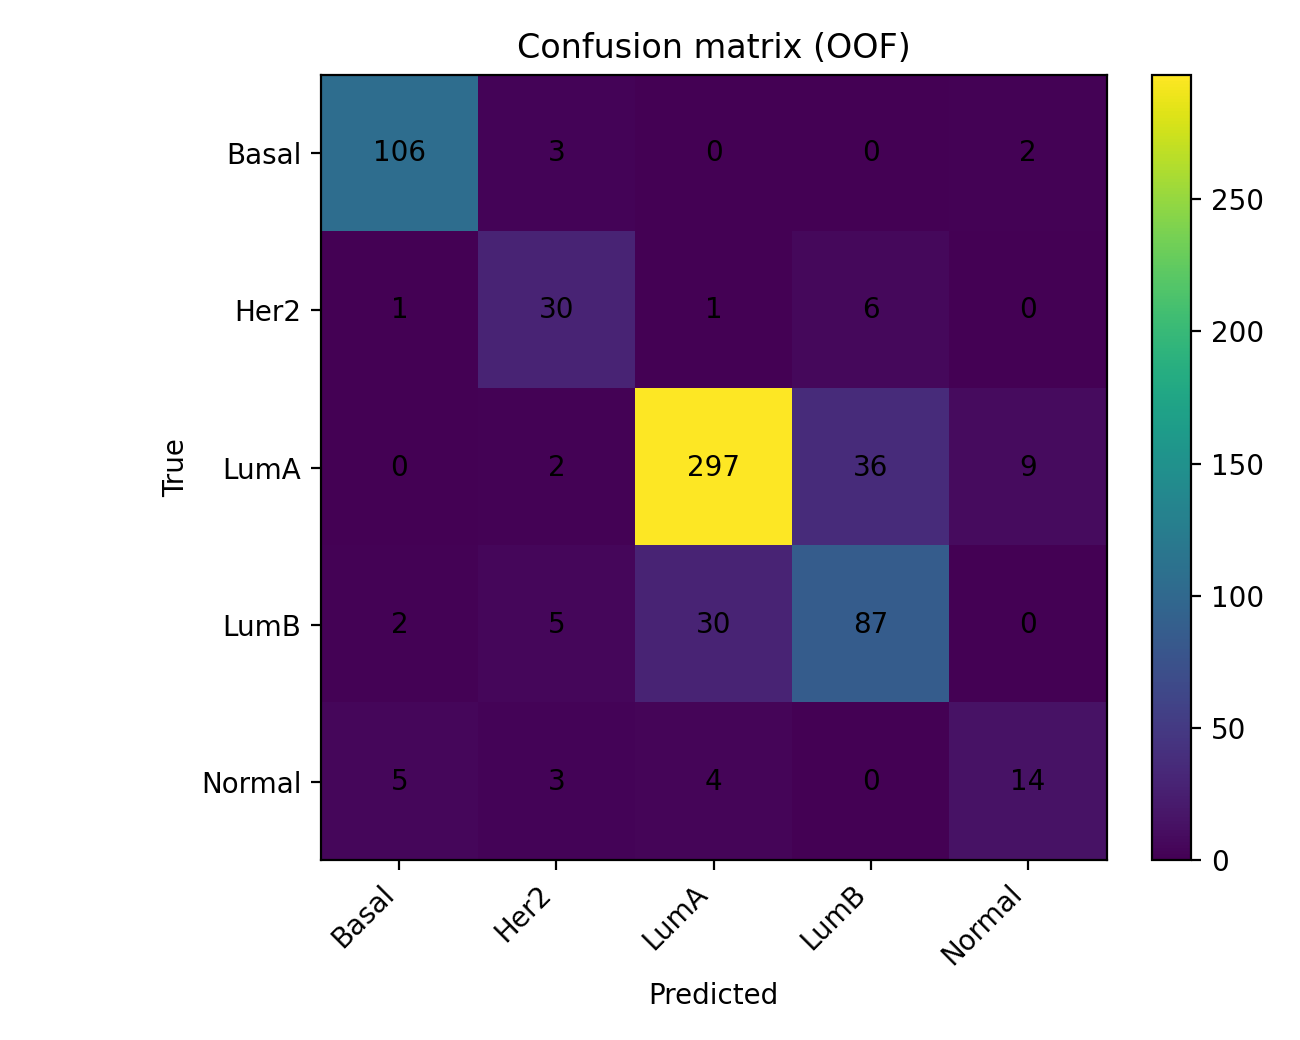 Confusion matrix (OOF)
Basal 106 3 0 0 2
Her2 1 30 1 6 0
LumA 0 2 297 36 9
LumB 2 5 30 87 0
Normal 5 3 4 0 14
True
Basal Her2 LumA LumB Normal
Predicted
250
200
150
100
50
0